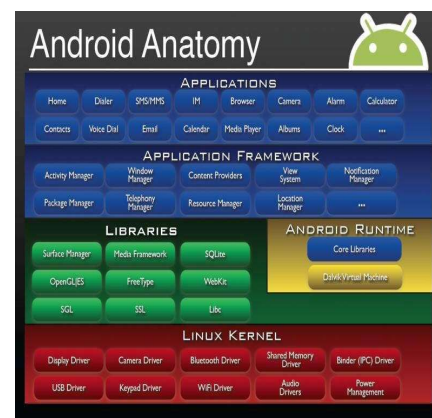 Android Anatomy
APPLICATIONS
Home Dialer SMS/MMS IM Browser Camera Alarm Calculator
Contacts Voice Dial Email Calendar Media Player Albums Clock ...
APPLICATION FRAMEWORK
Activity Manager Window Manager Content Providers View System Notification Manager
Package Manager Telephony Manager Resource Manager Location Manager ...
LIBRARIES
Surface Manager Media Framework SQLite
OpenGL|ES FreeType WebKit
SGL SSL Libc
ANDROID RUNTIME
Core Libraries
Dalvik Virtual Machine
LINUX KERNEL
Display Driver Camera Driver Bluetooth Driver Shared Memory Driver Binder (IPC) Driver
USB Driver Keypad Driver WiFi Driver Audio Drivers Power Management